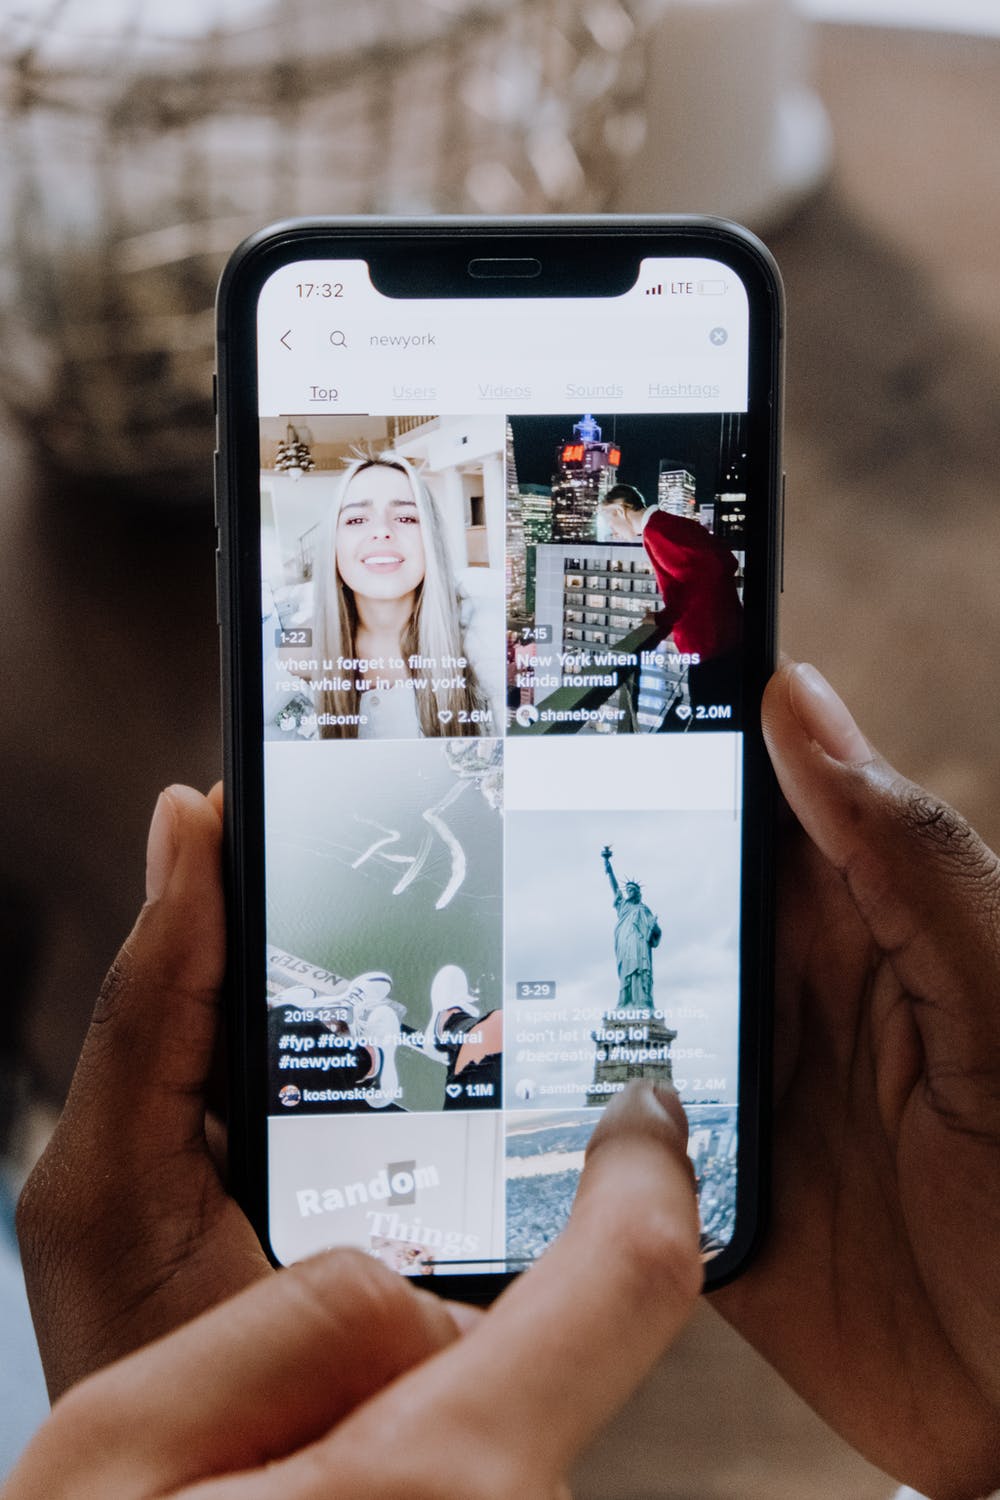 17:32
LTE
newyork
Top
Users
Videos
Sounds
Hashtags
1-22
when u forget to film the
rest while ur in new york
addisonre
2.6M
H&M
7-15
New York when life was
kinda normal
shaneboyerr
2.0M
NO STEP
2019-12-13
#fyp #foryou #tiktok #viral
#newyork
kostovskidavid
1.1M
3-29
I spent 200 hours on this,
don't let it flop lol
#becreative #hyperlapse...
samthecobra
2.4M
Random
Things